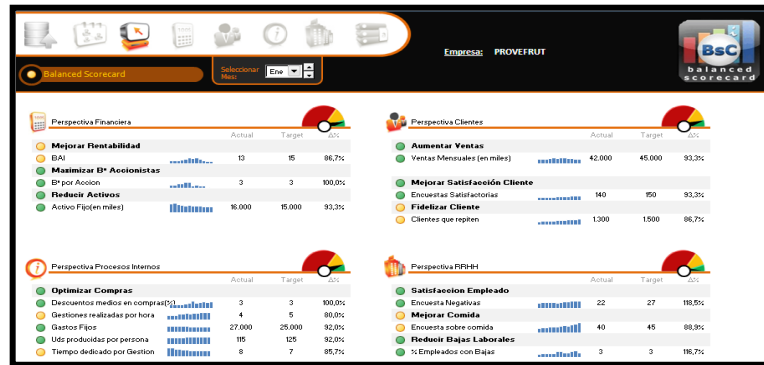 Empresa: PROVEFRUT
BSC
balanced
scorecard
Balanced Scorecard
Seleccionar
Mes:
Ene
Perspectiva Financiera
Actual Target Δ%
Mejorar Rentabilidad
BAI 13 15 86,7%
Maximizar Bº Accionistas
Bº por Accion 3 3 100,0%
Reducir Activos
Activo Fijo(en miles) 16.000 15.000 93,3%
Perspectiva Clientes
Actual Target Δ%
Aumentar Ventas
Ventas Mensuales (en miles) 42.000 45.000 93,3%
Mejorar Satisfacción Cliente
Encuestas Satisfactorias 140 150 93,3%
Fidelizar Cliente
Clientes que repiten 1.300 1.500 86,7%
Perspectiva Procesos Internos
Actual Target Δ%
Optimizar Compras
Descuentos medios en compras(%) 3 3 100,0%
Gestiones realizadas por hora 4 5 80,0%
Gastos Fijos 27.000 25.000 92,0%
Uds producidas por persona 115 125 92,0%
Tiempo dedicado por Gestion 8 7 85,7%
Perspectiva RRHH
Actual Target Δ%
Satisfaccion Empleado
Encuesta Negativas 22 27 118,5%
Mejorar Comida
Encuesta sobre comida 40 45 88,9%
Reducir Bajas Laborales
% Empleados con Bajas 3 3 116,7%